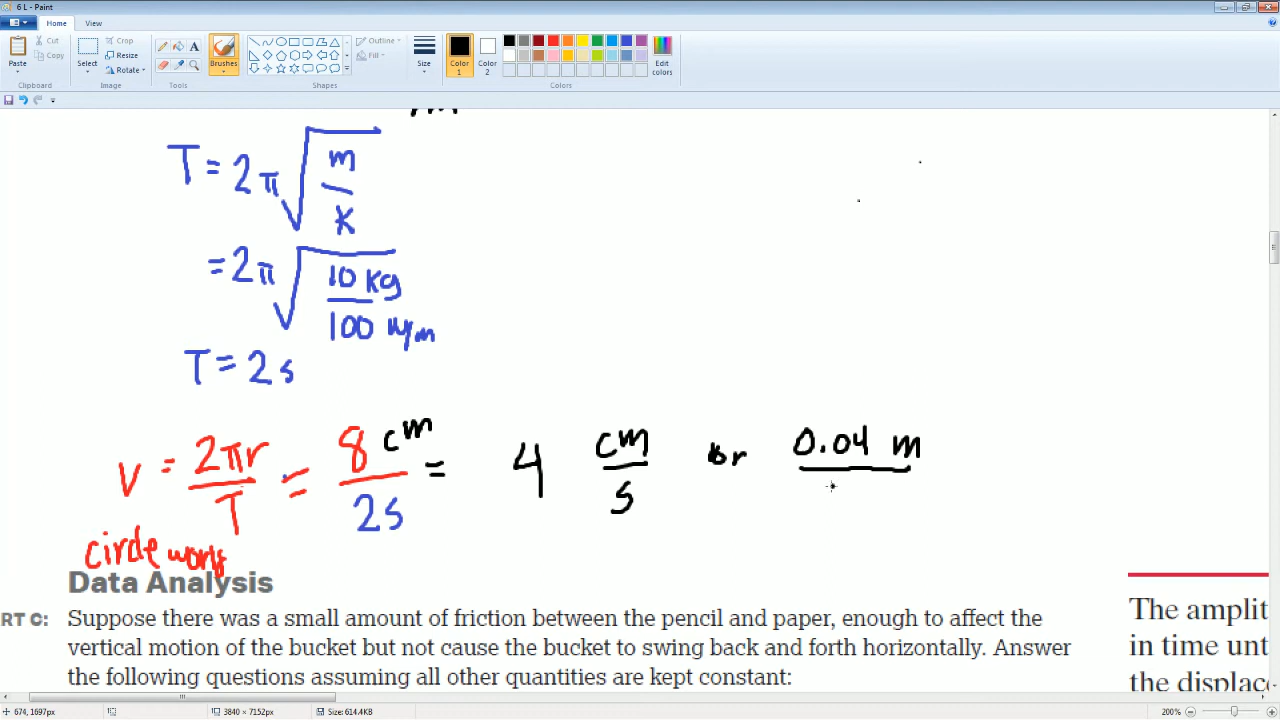 6 L - Paint
Home View
Paste Cut Copy Clipboard
Select Crop Resize Rotate Image
Tools
Brushes
Outline Fill Shapes
Size
Color 1 Color 2 Edit colors Colors
T = 2π √ m / K
= 2π √ 10 kg / 100 N/m
T = 2 s
v = 2πr / T = 8 cm / 2s = 4 cm / s or 0.04 m
circle
Data Analysis
RT C: Suppose there was a small amount of friction between the pencil and paper, enough to affect the
vertical motion of the bucket but not cause the bucket to swing back and forth horizontally. Answer
the following questions assuming all other quantities are kept constant:
The amplit
in time unt
the displac
674, 1697px 3840 × 7152px Size: 614.4KB 200%